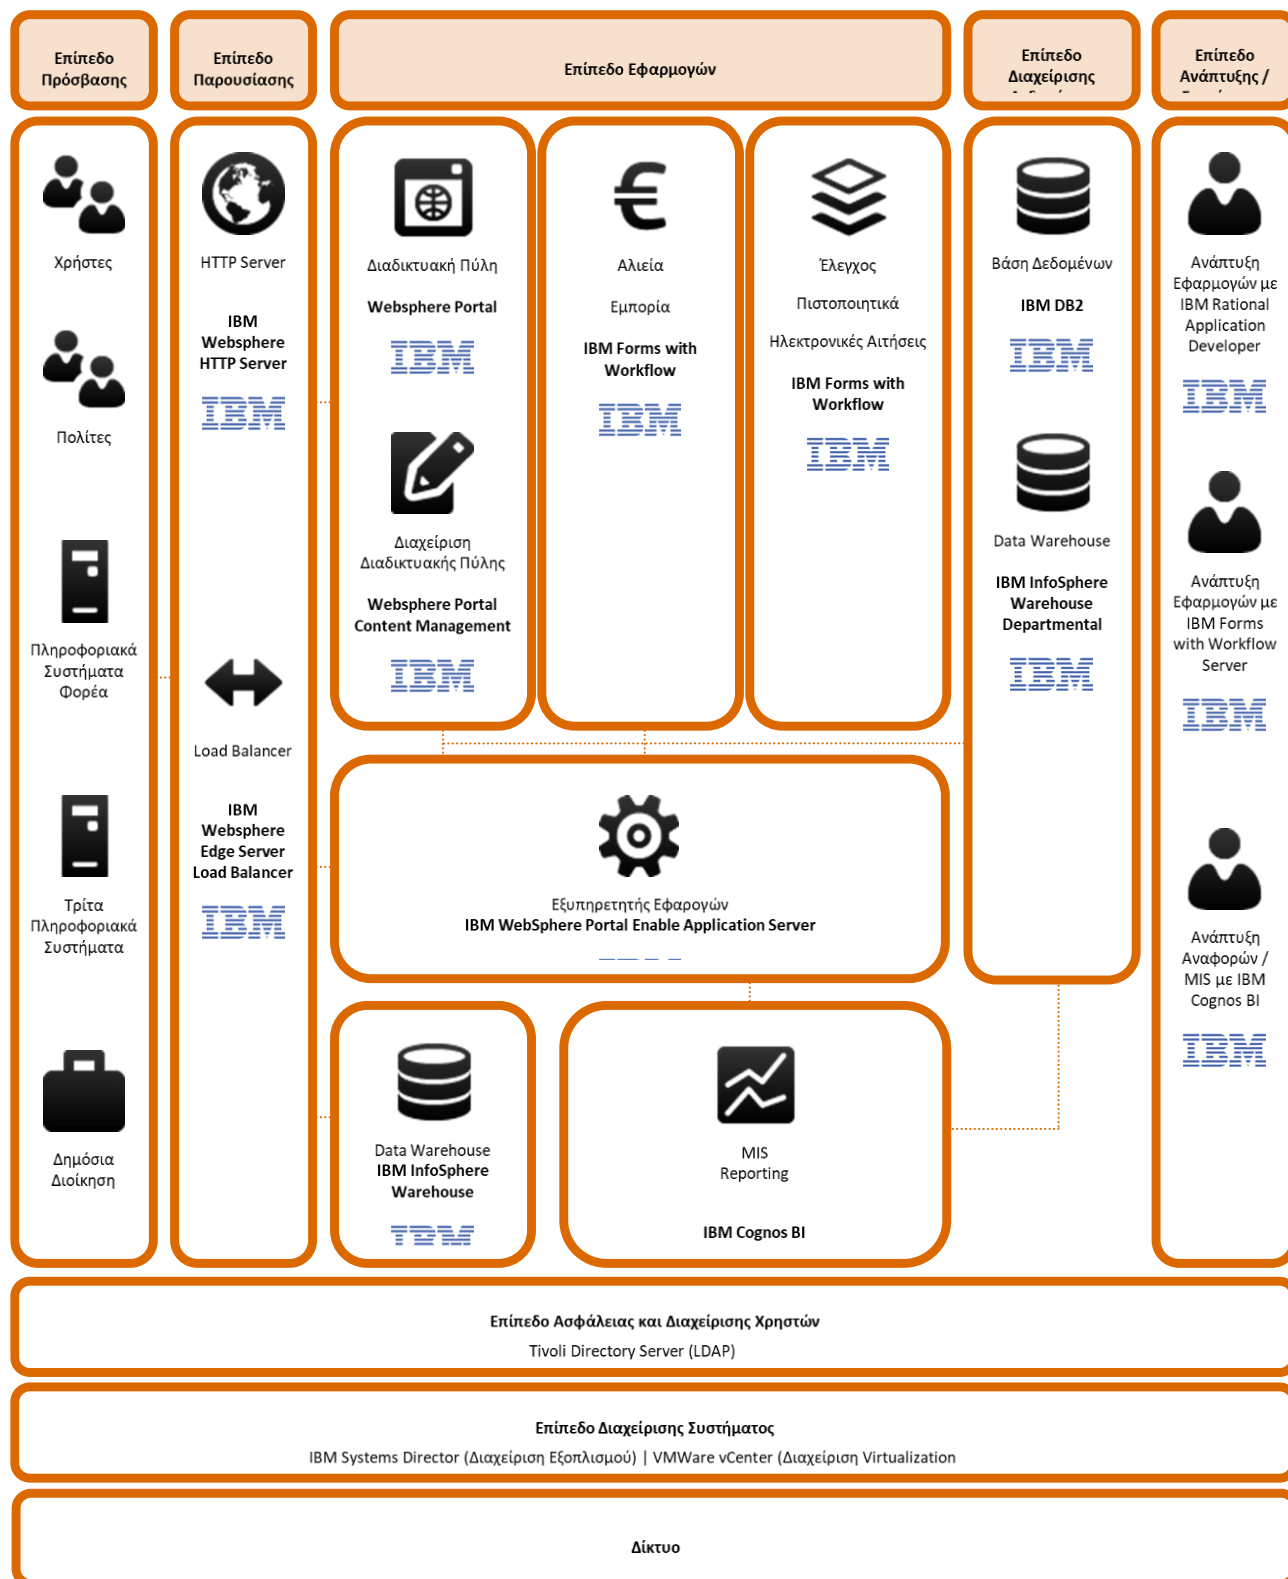 Επίπεδο
Πρόσβασης
Επίπεδο
Παρουσίασης
Επίπεδο Εφαρμογών
Επίπεδο
Διαχείρισης
Επίπεδο
Ανάπτυξης /
Χρήστες
Πολίτες
Πληροφοριακά
Συστήματα
Φορέα
Τρίτα
Πληροφοριακά
Συστήματα
Δημόσια
Διοίκηση
HTTP Server
IBM
Websphere
HTTP Server
IBM
Load Balancer
IBM
Websphere
Edge Server
Load Balancer
IBM
Διαδικτυακή Πύλη
Websphere Portal
IBM
Διαχείριση
Διαδικτυακής Πύλης
Websphere Portal
Content Management
IBM
Αλιεία
Εμπορία
IBM Forms with
Workflow
IBM
Έλεγχος
Πιστοποιητικά
Ηλεκτρονικές Αιτήσεις
IBM Forms with
Workflow
IBM
Εξυπηρετητής Εφαρογών
IBM WebSphere Portal Enable Application Server
Data Warehouse
IBM InfoSphere
Warehouse
IBM
MIS
Reporting
IBM Cognos BI
Βάση Δεδομένων
IBM DB2
IBM
Data Warehouse
IBM InfoSphere
Warehouse
Departmental
IBM
Ανάπτυξη
Εφαρμογών με
IBM Rational
Application
Developer
IBM
Ανάπτυξη
Εφαρμογών με
IBM Forms
with Workflow
Server
IBM
Ανάπτυξη
Αναφορών /
MIS με IBM
Cognos BI
IBM
Επίπεδο Ασφάλειας και Διαχείρισης Χρηστών
Tivoli Directory Server (LDAP)
Επίπεδο Διαχείρισης Συστήματος
IBM Systems Director (Διαχείριση Εξοπλισμού) | VMWare vCenter (Διαχείριση Virtualization
Δίκτυο